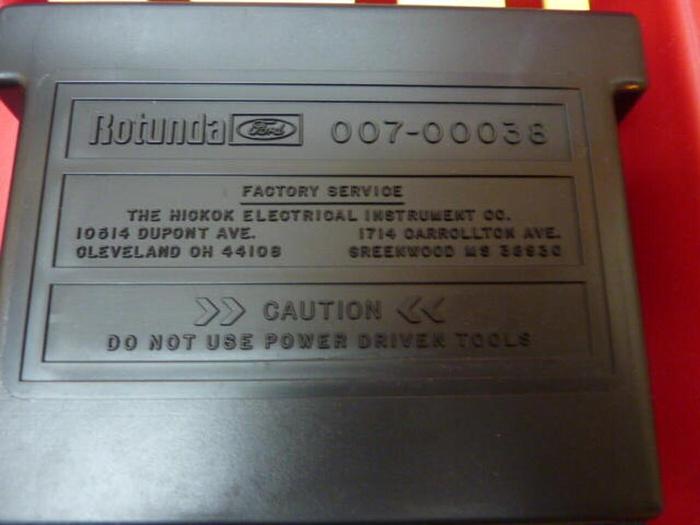 Rotunda Ford 007-00038
FACTORY SERVICE
THE HICKOK ELECTRICAL INSTRUMENT CO.
10514 DUPONT AVE. 1714 CARROLLTON AVE.
CLEVELAND OH 44108 GREENWOOD MS 38930
>> CAUTION <<
DO NOT USE POWER DRIVEN TOOLS